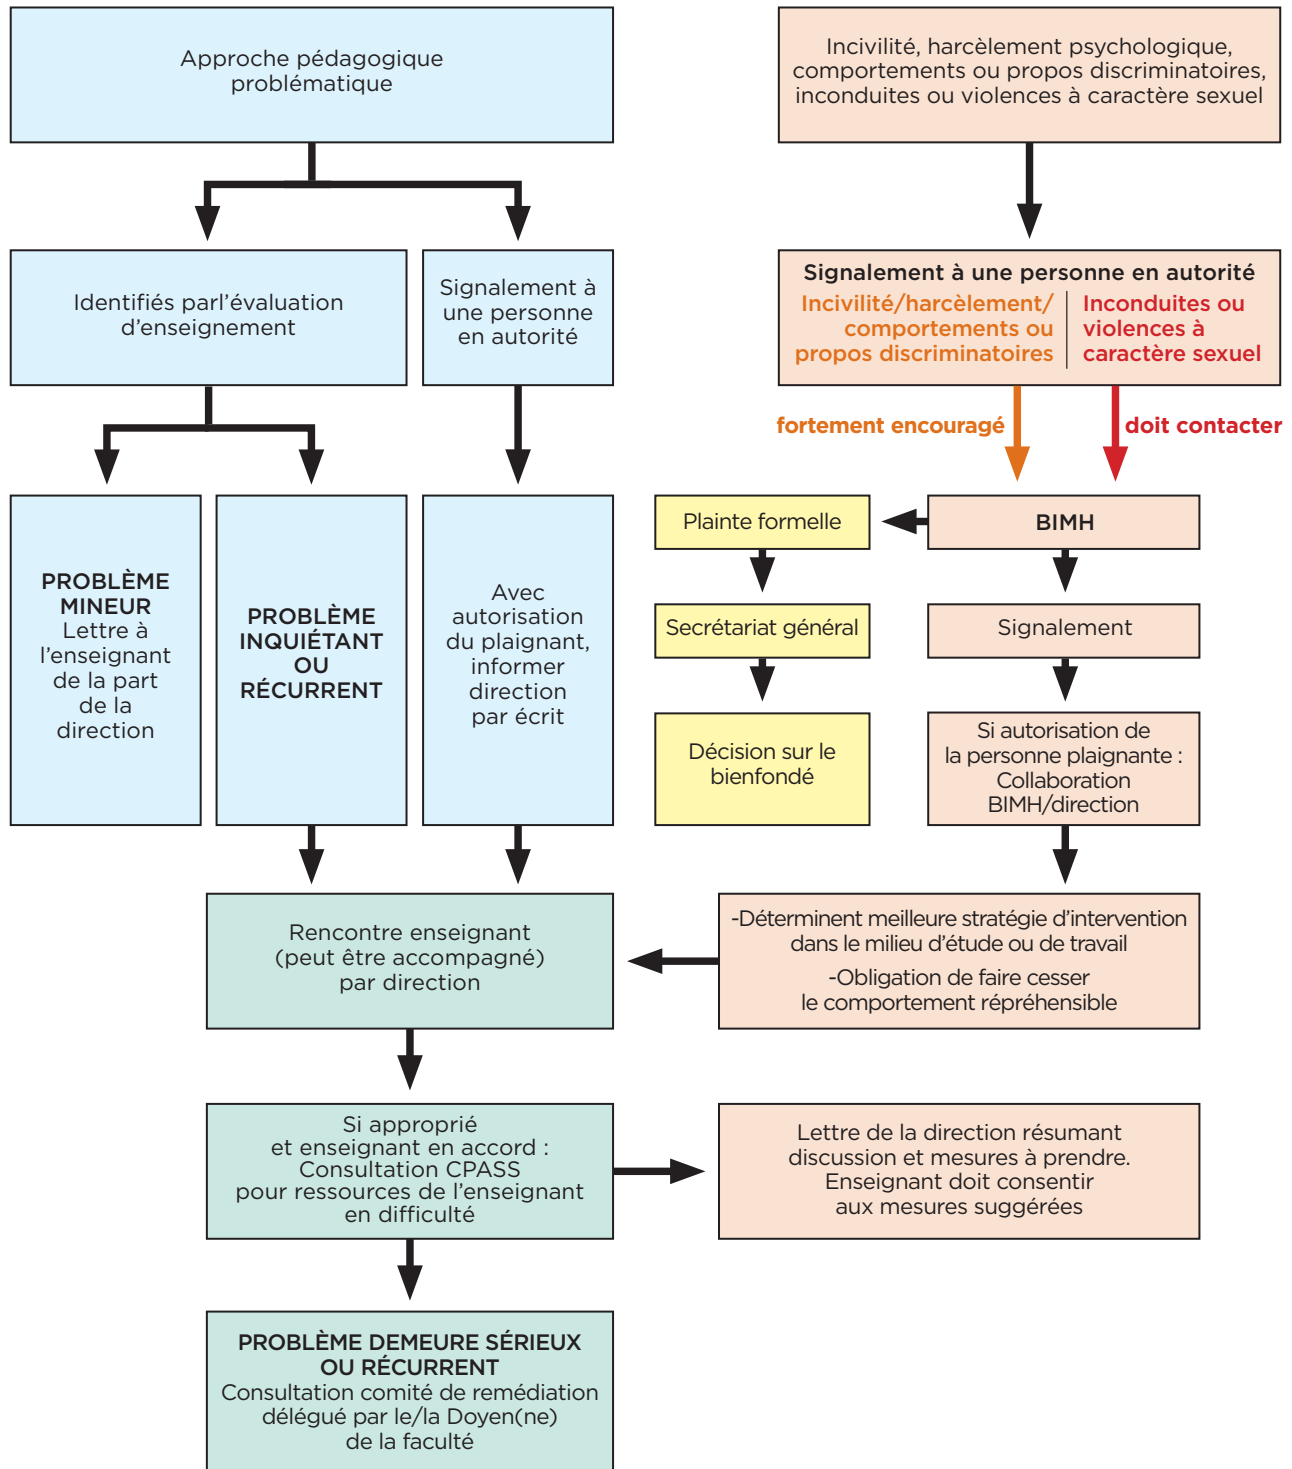 Approche pédagogique
problématique
Incivilité, harcèlement psychologique,
comportements ou propos discriminatoires,
inconduites ou violences à caractère sexuel
Identifiés parl’évaluation
d’enseignement
Signalement à
une personne
en autorité
Signalement à une personne en autorité
Incivilité/harcèlement/
comportements ou
propos discriminatoires
Inconduites ou
violences à
caractère sexuel
fortement encouragé
doit contacter
PROBLÈME
MINEUR
Lettre à
l’enseignant
de la part
de la
direction
PROBLÈME
INQUIÉTANT
OU
RÉCURRENT
Avec
autorisation
du plaignant,
informer
direction
par écrit
Plainte formelle
BIMH
Secrétariat général
Signalement
Décision sur le
bienfondé
Si autorisation de
la personne plaignante :
Collaboration
BIMH/direction
Rencontre enseignant
(peut être accompagné)
par direction
-Déterminent meilleure stratégie d’intervention
dans le milieu d’étude ou de travail
-Obligation de faire cesser
le comportement répréhensible
Si approprié
et enseignant en accord :
Consultation CPASS
pour ressources de l’enseignant
en difficulté
Lettre de la direction résumant
discussion et mesures à prendre.
Enseignant doit consentir
aux mesures suggérées
PROBLÈME DEMEURE SÉRIEUX
OU RÉCURRENT
Consultation comité de remédiation
délégué par le/la Doyen(ne)
de la faculté